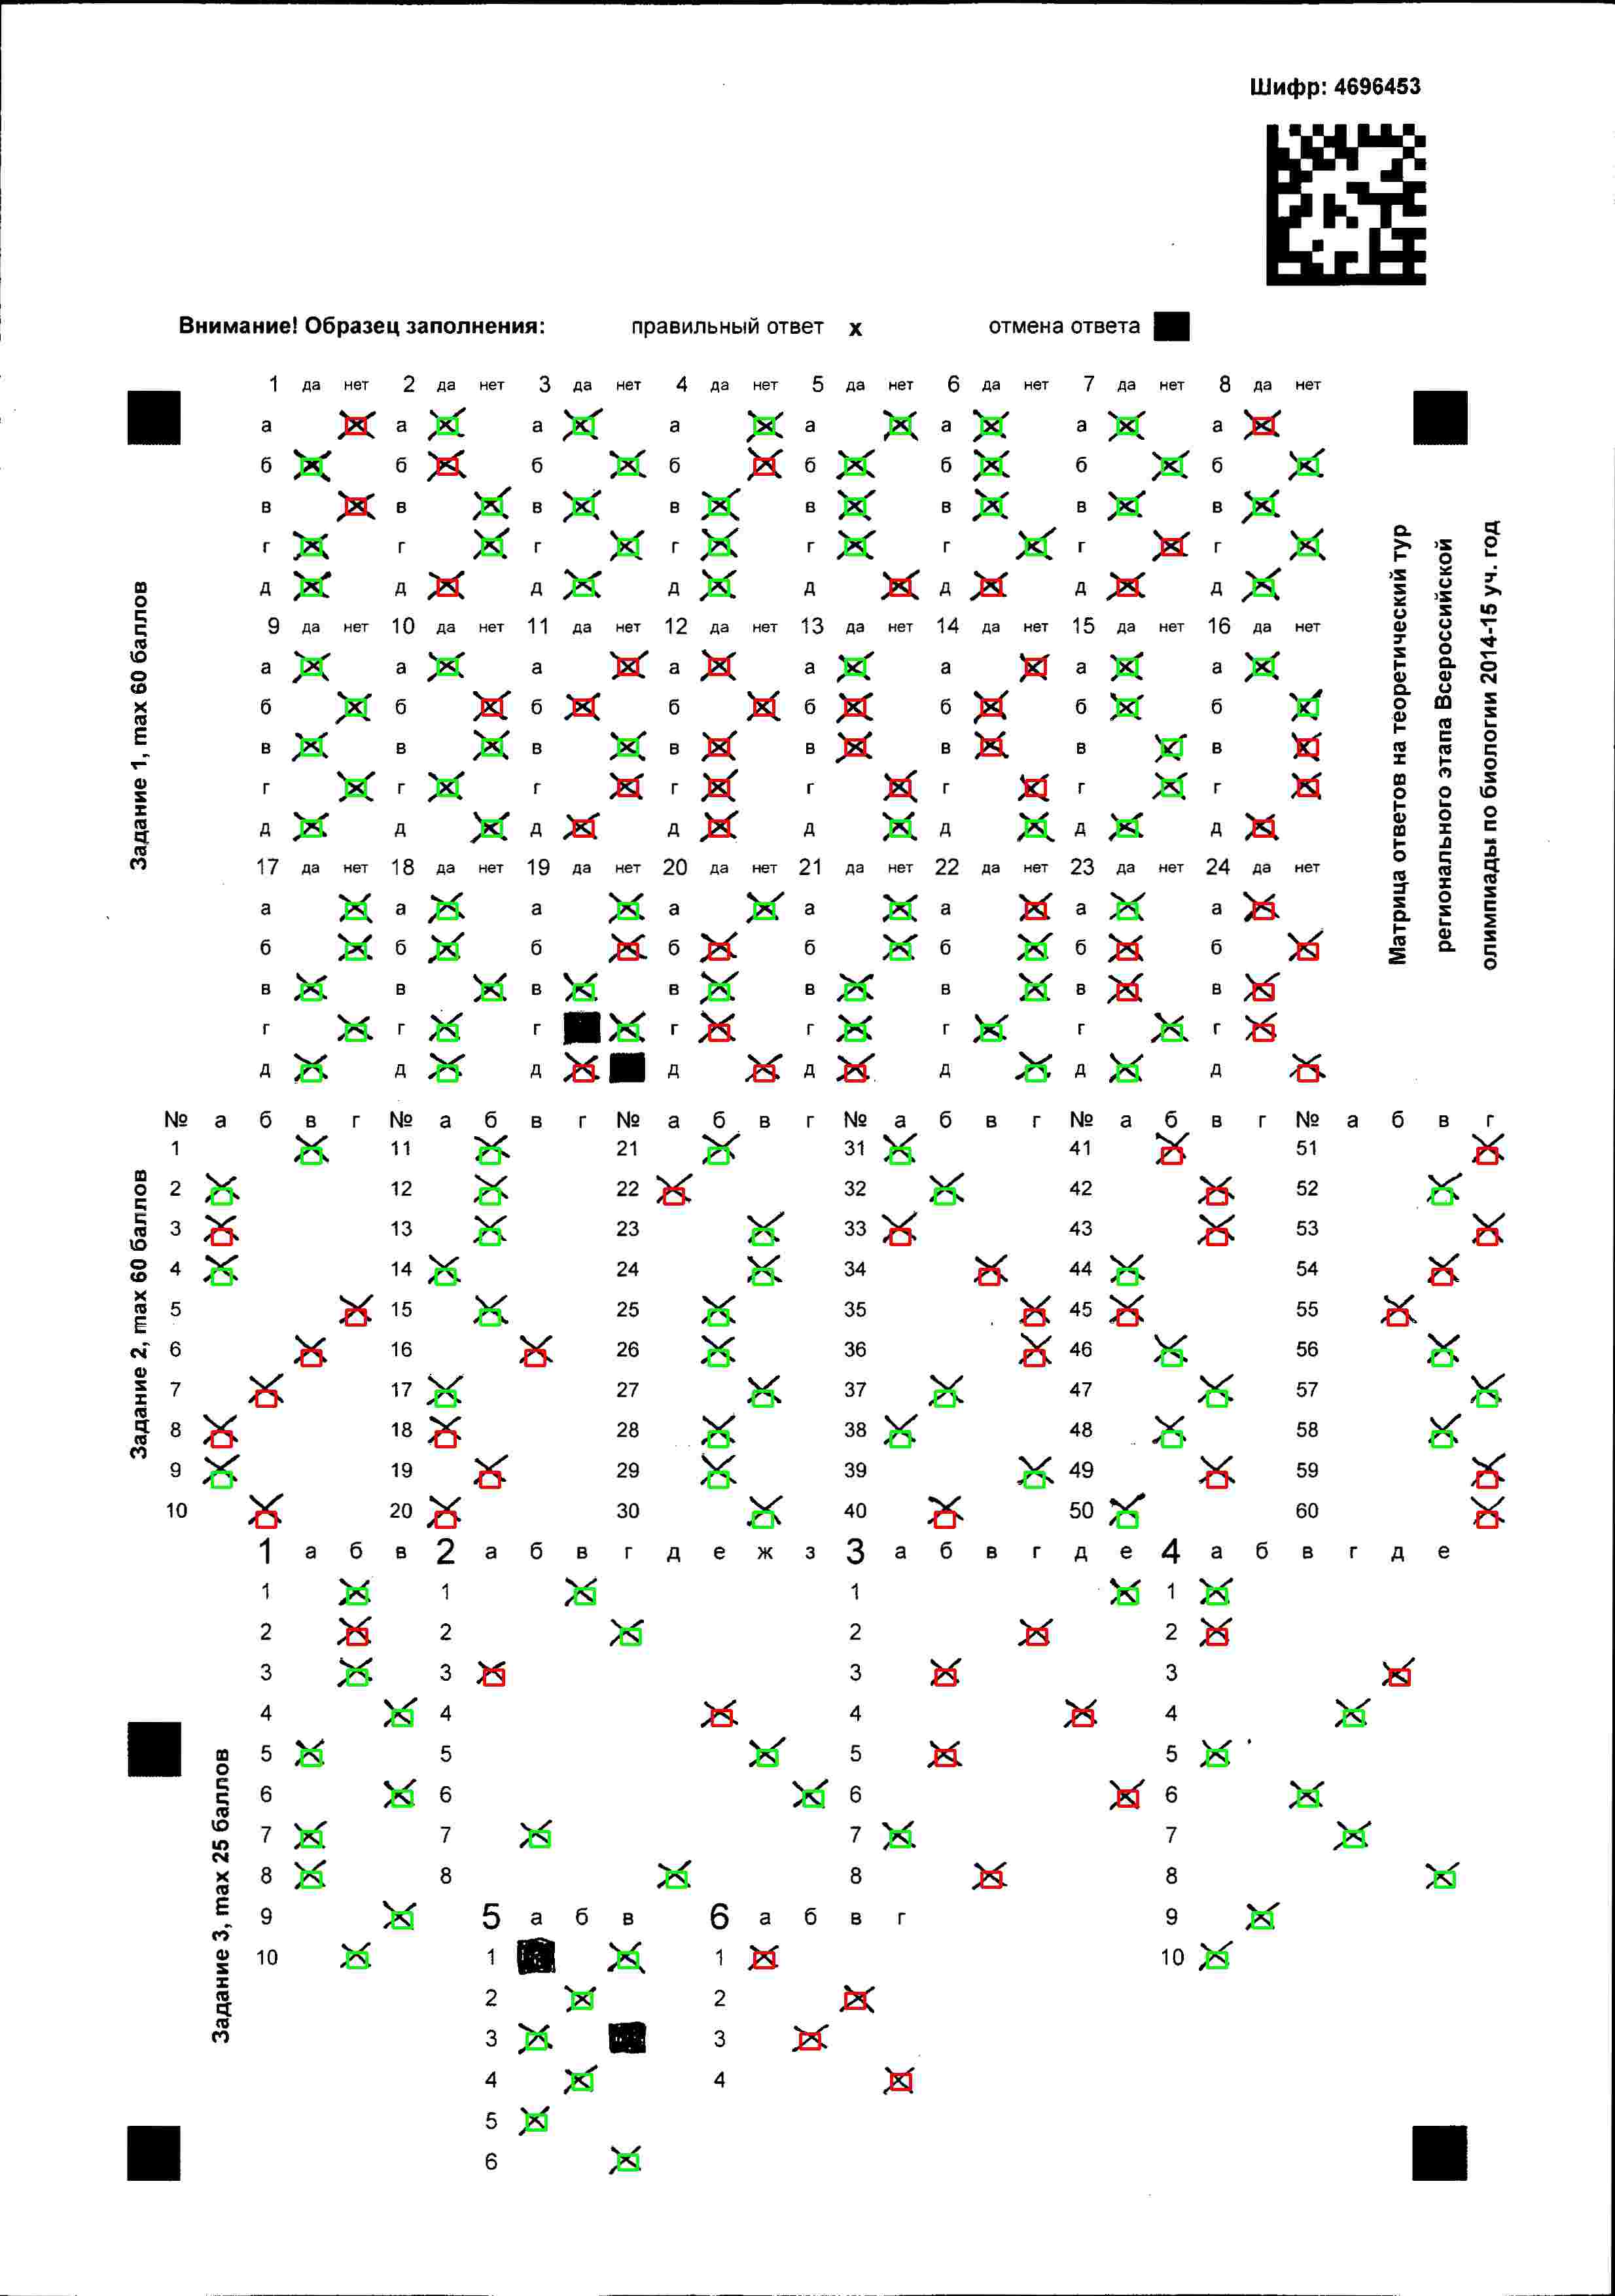 Шифр: 4696453
Внимание! Образец заполнения: правильный ответ x отмена ответа
Матрица ответов на теоретический тур
регионального этапа Всероссийской
олимпиады по биологии 2014-15 уч. год
Задание 1, max 60 баллов
1 да нет 2 да нет 3 да нет 4 да нет 5 да нет 6 да нет 7 да нет 8 да нет
а а а а а а а а
б б б б б б б б
в в в в в в в в
г г г г г г г г
д д д д д д д д
9 да нет 10 да нет 11 да нет 12 да нет 13 да нет 14 да нет 15 да нет 16 да нет
а а а а а а а а
б б б б б б б б
в в в в в в в в
г г г г г г г г
д д д д д д д д
17 да нет 18 да нет 19 да нет 20 да нет 21 да нет 22 да нет 23 да нет 24 да нет
а а а а а а а а
б б б б б б б б
в в в в в в в в
г г г г г г г г
д д д д д д д д
Задание 2, max 60 баллов
№ а б в г № а б в г № а б в г № а б в г № а б в г № а б в г
1 11 21 31 41 51
2 12 22 32 42 52
3 13 23 33 43 53
4 14 24 34 44 54
5 15 25 35 45 55
6 16 26 36 46 56
7 17 27 37 47 57
8 18 28 38 48 58
9 19 29 39 49 59
10 20 30 40 50 60
Задание 3, max 25 баллов
1 а б в 2 а б в г д е ж з 3 а б в г д е 4 а б в г д е
1 1 1 1
2 2 2 2
3 3 3 3
4 4 4 4
5 5 5 5
6 6 6 6
7 7 7 7
8 8 8 8
9 5 а б в 6 а б в г 9
10 1 1 10
2 2
3 3
4 4
5
6